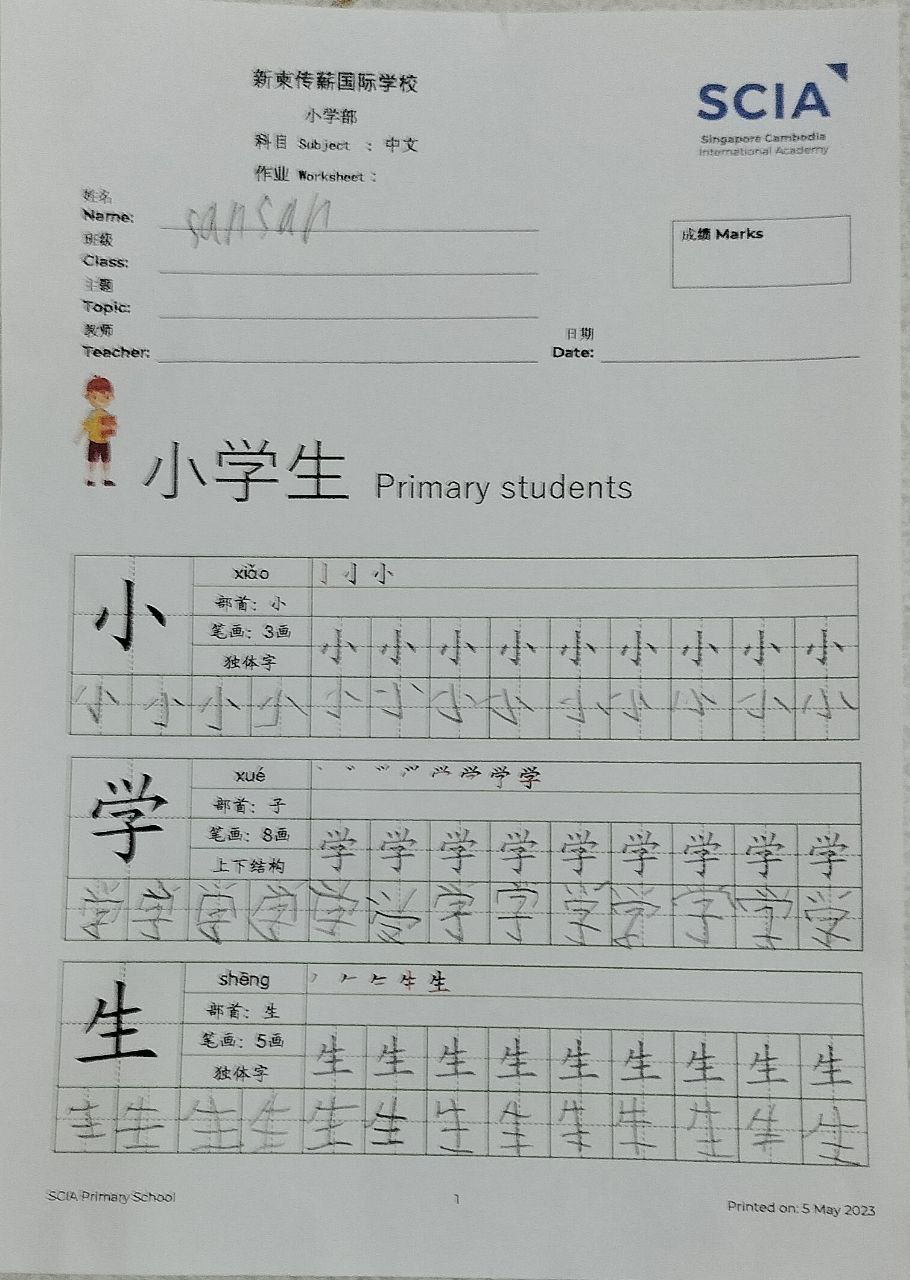 新柬传薪国际学校
小学部
科目 Subject : 中文
作业 Worksheet :
SCIA
Singapore Cambodia
International Academy
姓名
Name: sansan
班级
Class:
主题
Topic:
教师
Teacher:
成绩 Marks
日期
Date:
小学生 Primary students
小
xiǎo
亅 小
部首: 小
笔画: 3画
独体字
小 小 小 小 小 小 小 小 小
小 小 小 小 小 小 小 小 小 小 小 小 小
学
xué
学
部首: 子
笔画: 8画
上下结构
学 学 学 学 学 学 学 学 学
学 学 学 学 学 学 学 学 学 学 学 学 学
生
shēng
生
部首: 生
笔画: 5画
独体字
生 生 生 生 生 生 生 生 生
生 生 生 生 生 生 生 生 生 生 生 生 生
SCIA Primary School
1
Printed on: 5 May 2023